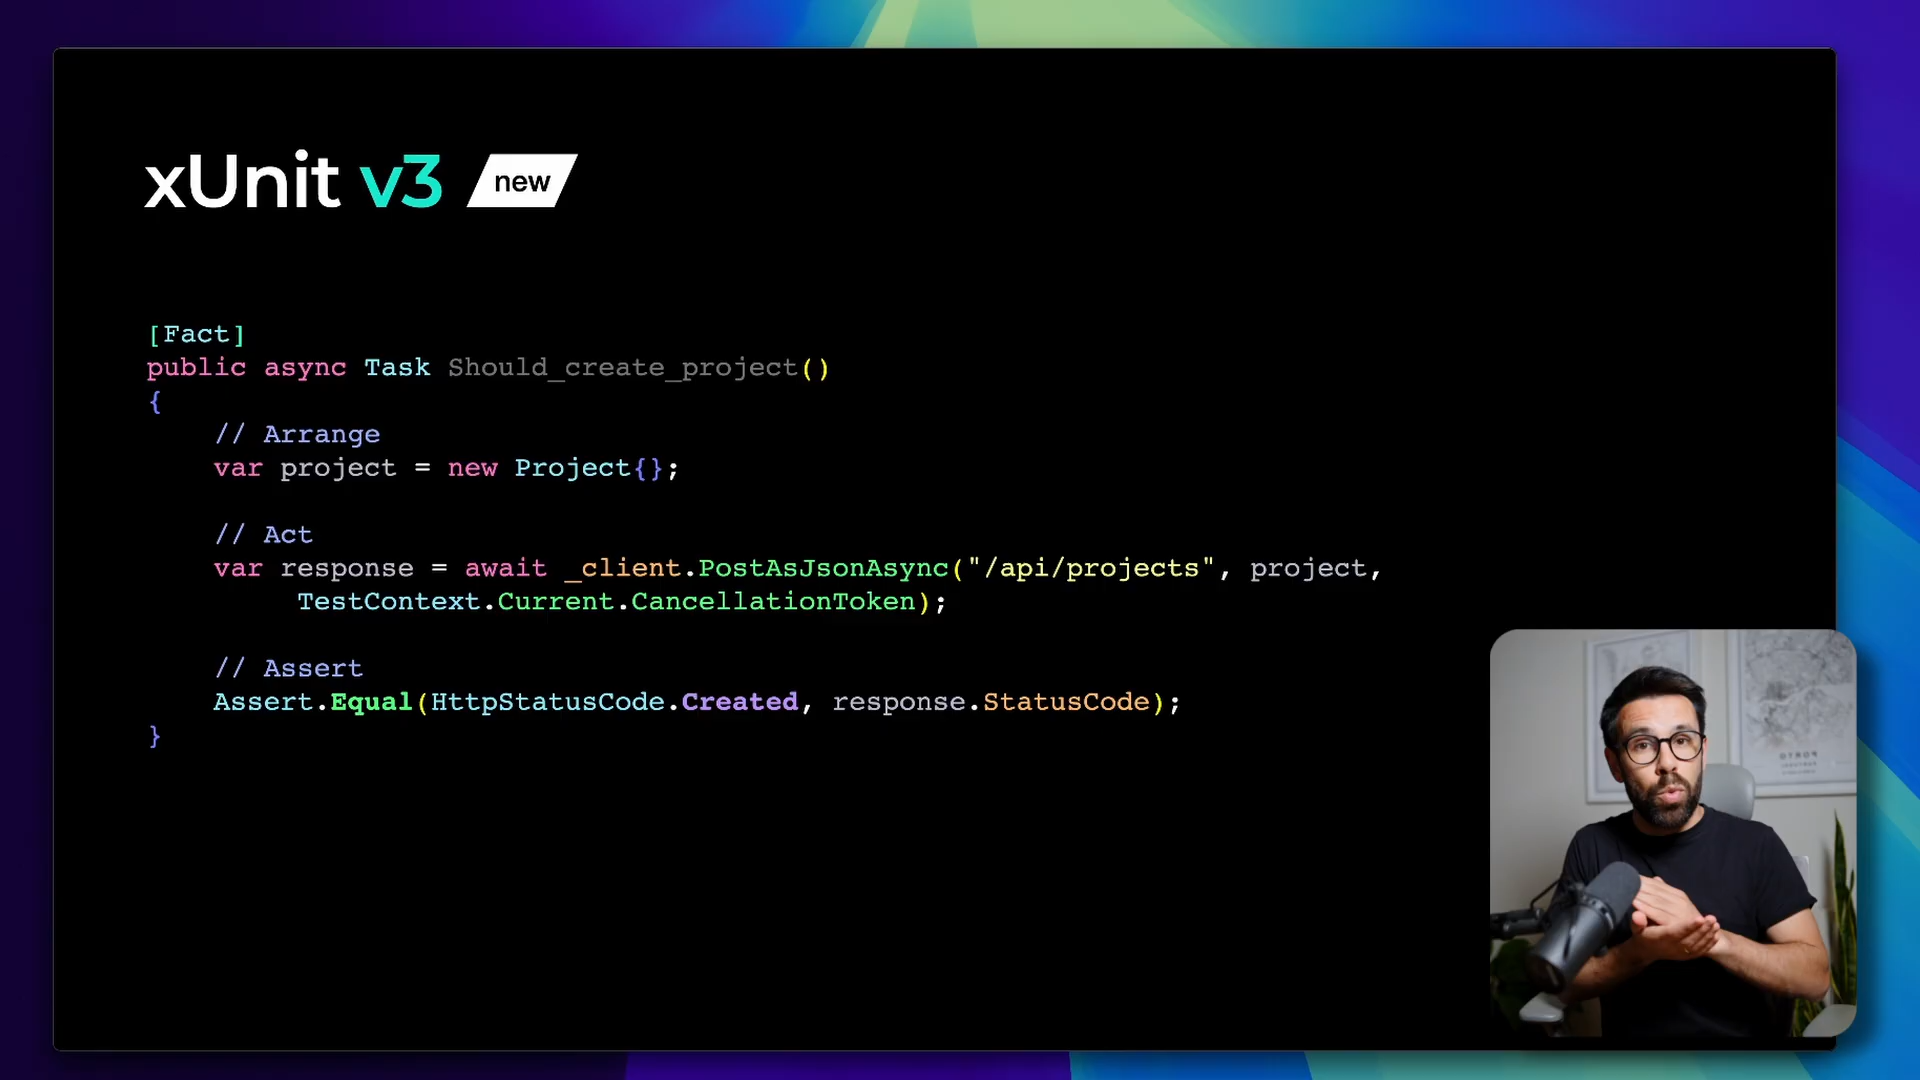 xUnit v3 new
[Fact]
public async Task Should_create_project()
{
    // Arrange
    var project = new Project{};
    // Act
    var response = await _client.PostAsJsonAsync("/api/projects", project,
         TestContext.Current.CancellationToken);
    // Assert
    Assert.Equal(HttpStatusCode.Created, response.StatusCode);
}